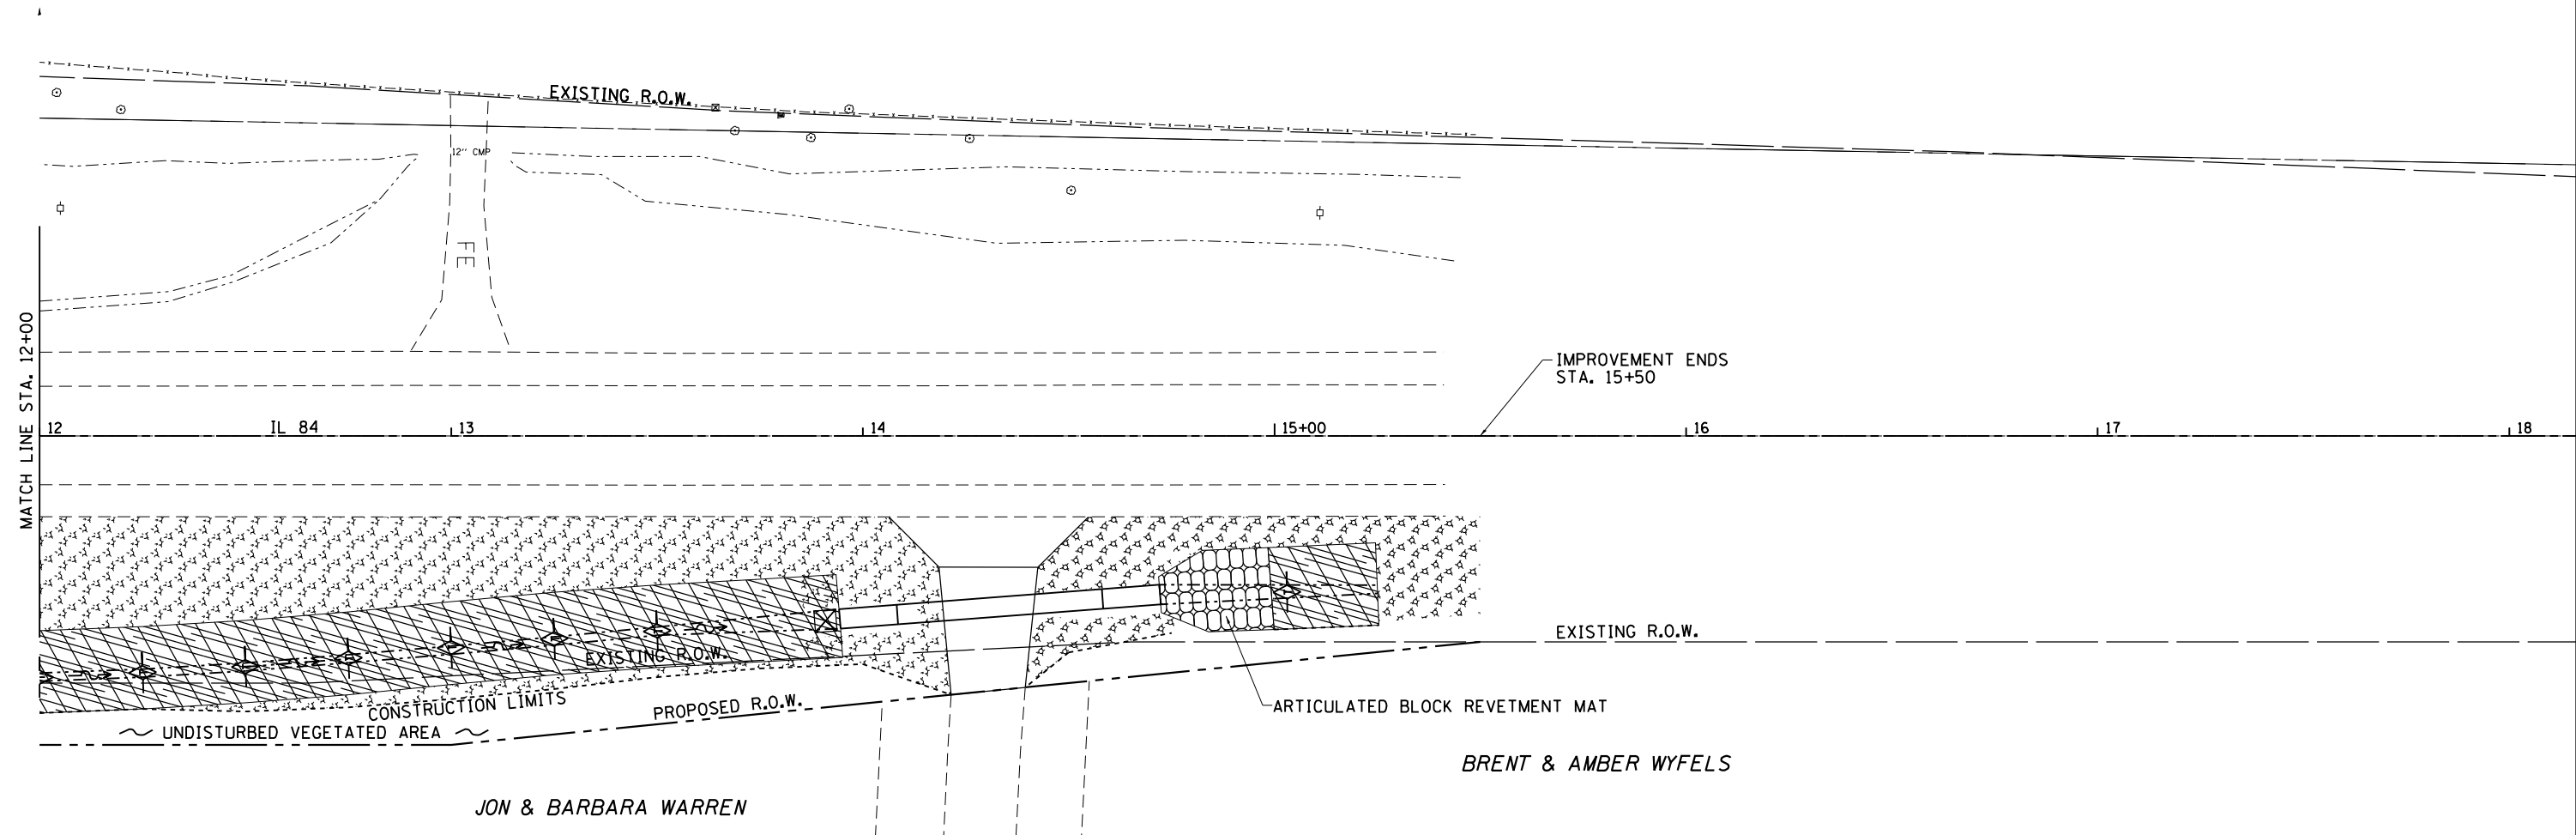 EXISTING R.O.W.
12" CMP
MATCH LINE STA. 12+00
IMPROVEMENT ENDS
STA. 15+50
12 IL 84 13 14 15+00 16 17 18
EXISTING R.O.W.
EXISTING R.O.W.
CONSTRUCTION LIMITS
PROPOSED R.O.W.
ARTICULATED BLOCK REVETMENT MAT
UNDISTURBED VEGETATED AREA
BRENT & AMBER WYFELS
JON & BARBARA WARREN